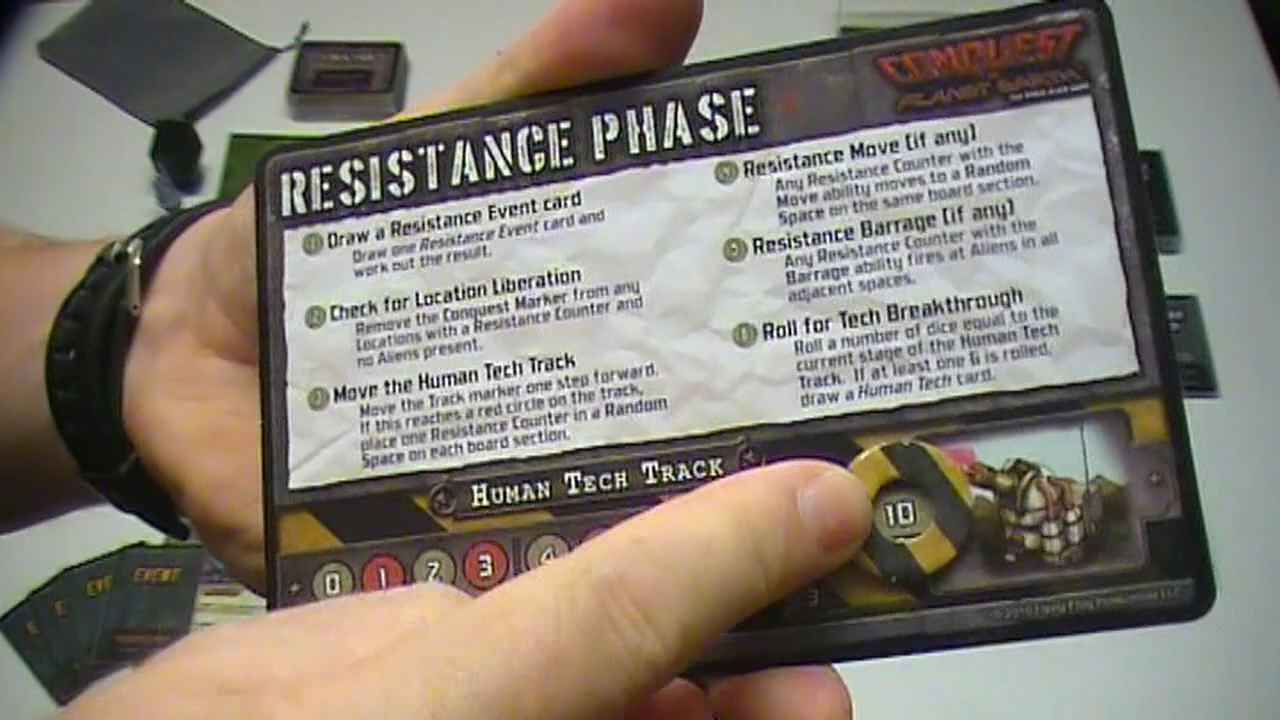 CONQUEST
PLANET EARTH
RESISTANCE PHASE
1 Draw a Resistance Event card
Draw one Resistance Event card and
work out the result.
2 Check for Location Liberation
Remove the Conquest Marker from any
Locations with a Resistance Counter and
no Aliens present.
3 Move the Human Tech Track
Move the Track marker one step forward.
If this reaches a red circle on the track,
place one Resistance Counter in a Random
Space on each board section.
Resistance Move (if any)
Any Resistance Counter with the
Move ability moves to a Random
Space on the same board section.
Resistance Barrage (if any)
Any Resistance Counter with the
Barrage ability fires at Aliens in all
adjacent spaces.
Roll for Tech Breakthrough
Roll a number of dice equal to the
current stage of the Human Tech
Track. If at least one 6 is rolled,
draw a Human Tech card.
HUMAN TECH TRACK
0 1 2 3 4
10
3
E EVE EVENT